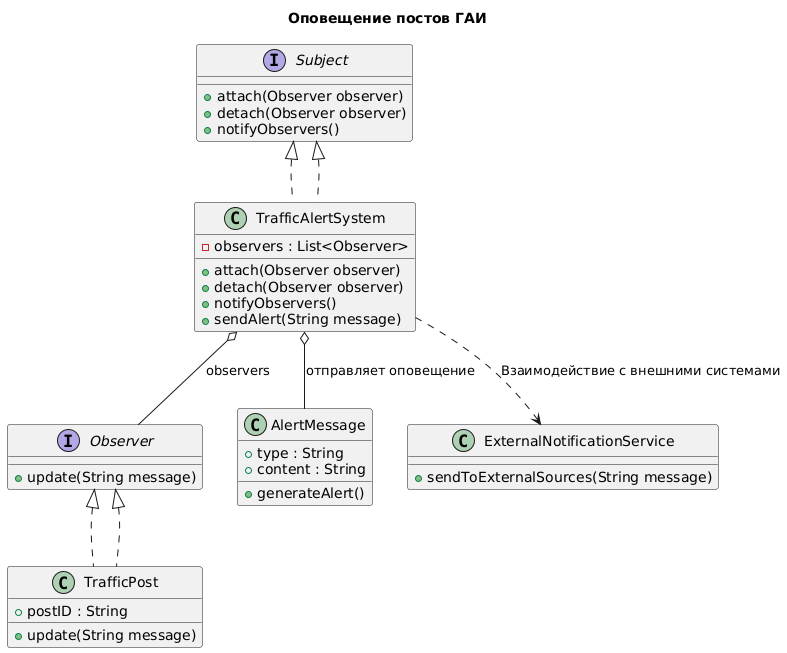 Оповещение постов ГАИ
I Subject
attach(Observer observer)
detach(Observer observer)
notifyObservers()
C TrafficAlertSystem
observers : List<Observer>
attach(Observer observer)
detach(Observer observer)
notifyObservers()
sendAlert(String message)
observers
отправляет оповещение
Взаимодействие с внешними системами
I Observer
update(String message)
C AlertMessage
type : String
content : String
generateAlert()
C ExternalNotificationService
sendToExternalSources(String message)
C TrafficPost
postID : String
update(String message)